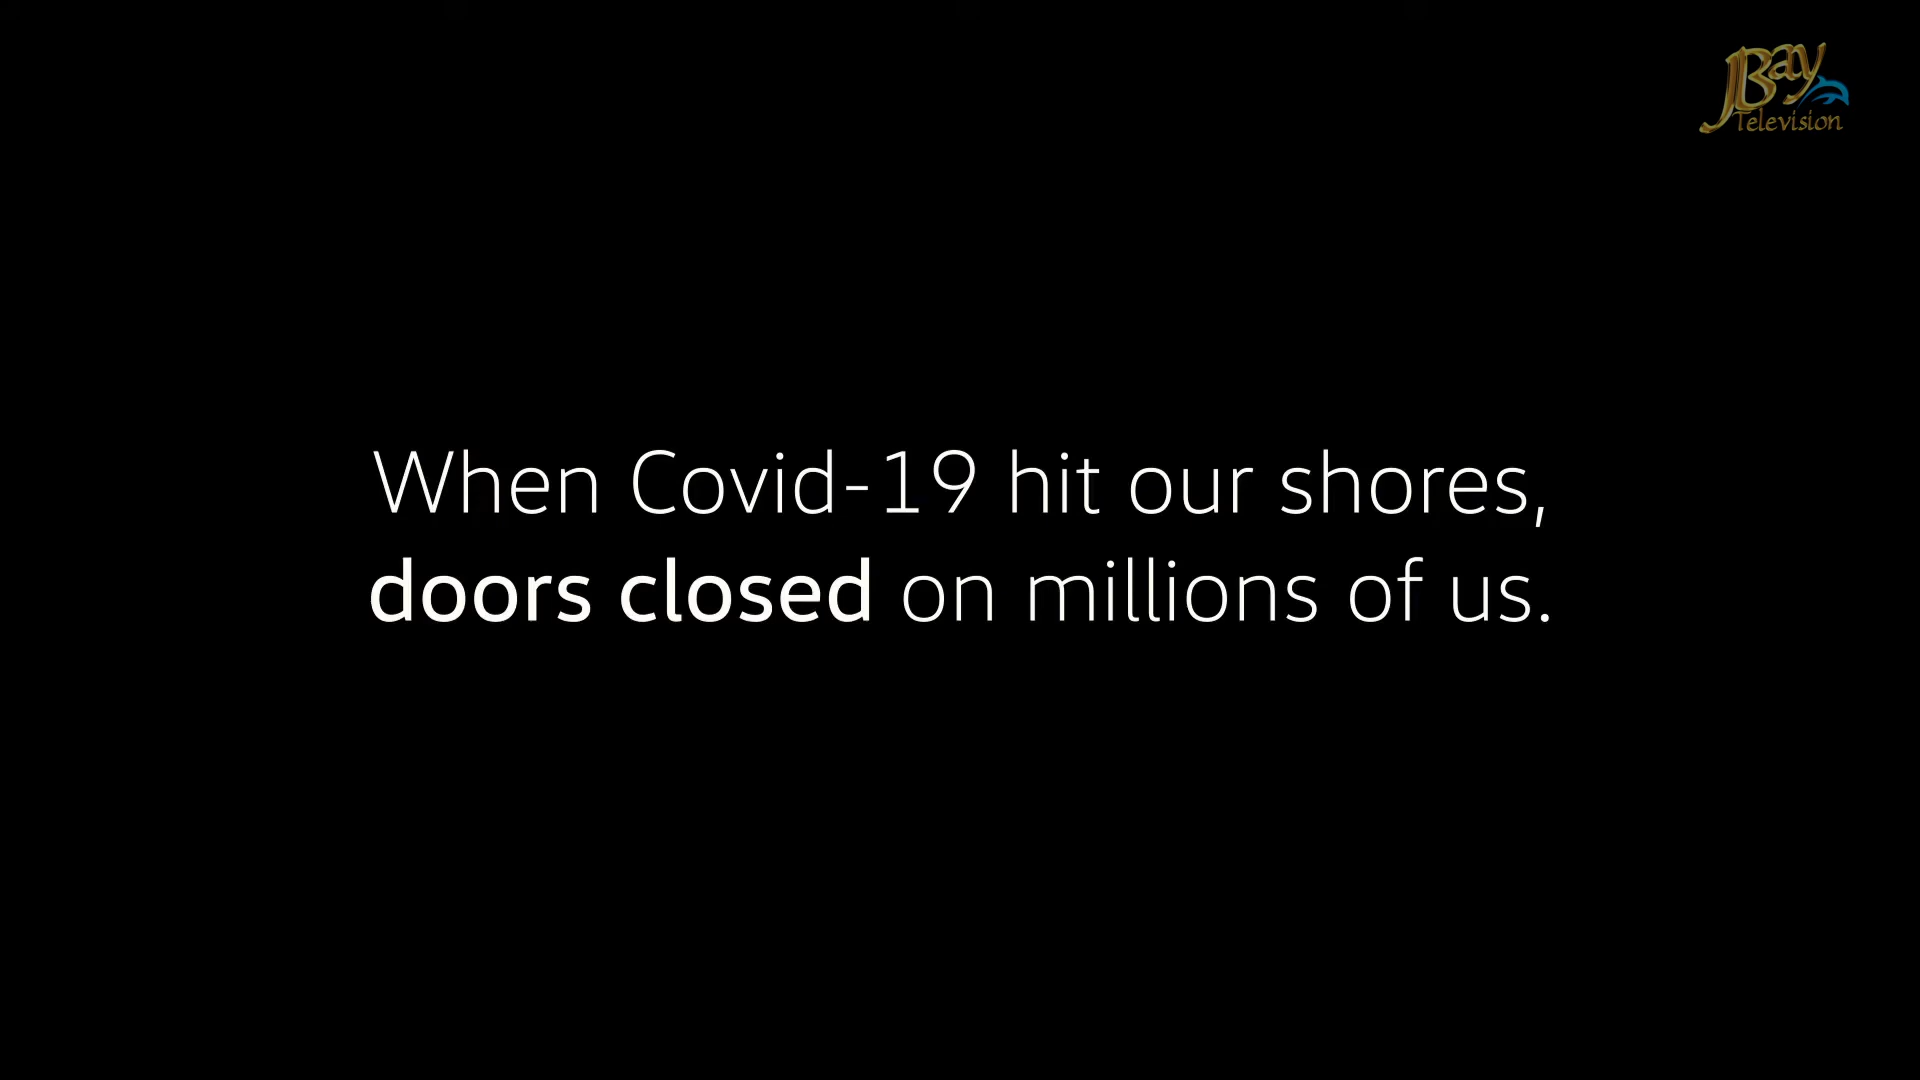 JBay
Television
When Covid-19 hit our shores,
doors closed on millions of us.